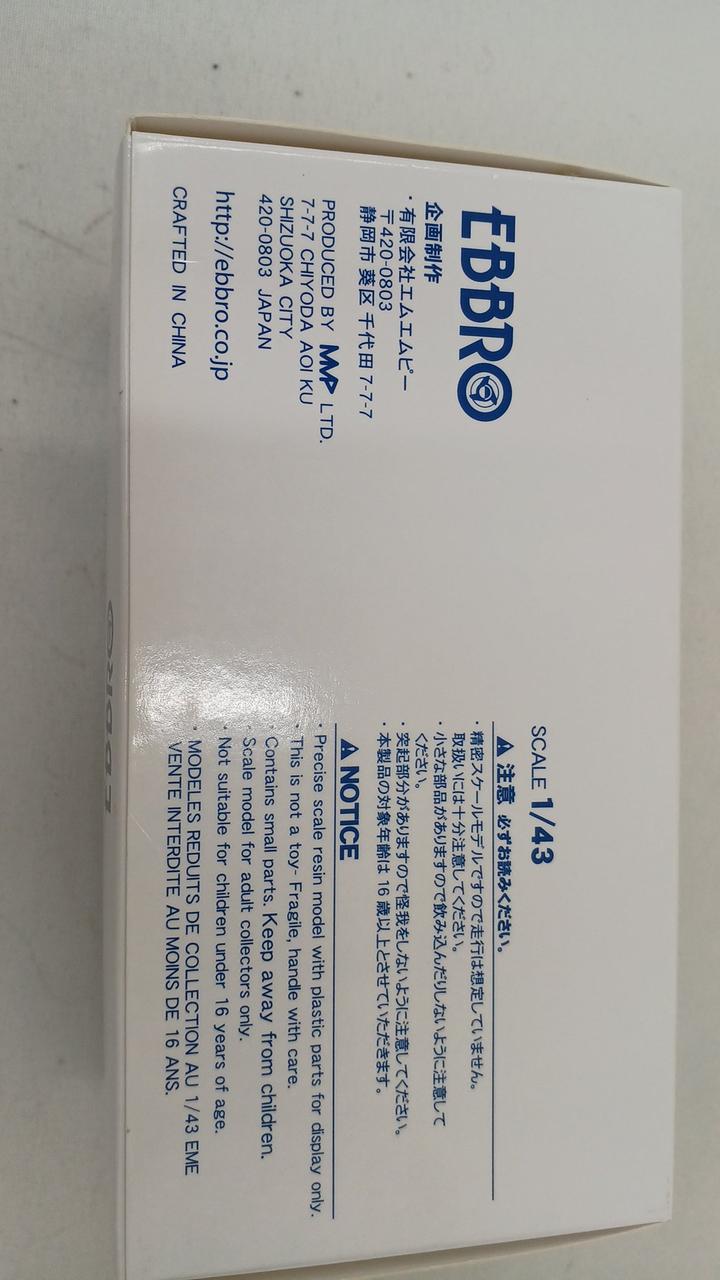 EBBRO
企画制作
・有限会社エムエムピー
〒420-0803
静岡市 葵区 千代田 7-7-7
PRODUCED BY MMP LTD.
7-7-7 CHIYODA AOI KU
SHIZUOKA CITY
420-0803 JAPAN
http://ebbro.co.jp
CRAFTED IN CHINA
SCALE 1/43
⚠ 注意 必ずお読みください。
・精密スケールモデルですので走行は想定していません。
取扱いには十分注意してください。
・小さな部品がありますので飲み込んだりしないように注意して
ください。
・突起部分がありますので怪我をしないように注意してください。
・本製品の対象年齢は 16 歳以上とさせていただきます。
⚠ NOTICE
・Precise scale resin model with plastic parts for display only.
・This is not a toy- Fragile, handle with care.
・Contains small parts. Keep away from children.
・Scale model for adult collectors only.
・Not suitable for children under 16 years of age.
・MODELES REDUITS DE COLLECTION AU 1/43 EME
VENTE INTERDITE AU MOINS DE 16 ANS.
EBBRO